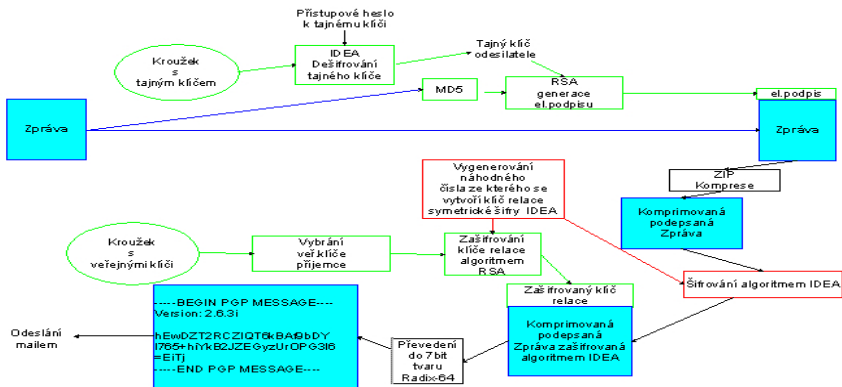 Přístupové heslo
k tajnému klíči
Kroužek
s
tajným klíčem
IDEA
Dešifrování
tajného klíče
Tajný klíč
odesilatele
MD5
RSA
generace
el.podpisu
el.podpis
Zpráva
Zpráva
ZIP
Komprese
Vygenerování
náhodného
čísla ze kterého se
vytvoří klíč relace
symetrické šifry IDEA
Komprimovaná
podepsaná
Zpráva
Kroužek
s
veřejnými klíči
Vybrání
veř.klíče
příjemce
Zašifrování
klíče relace
algoritmem
RSA
Šifrování algoritmem IDEA
Zašifrovaný klíč
relace
Komprimovaná
podepsaná
Zpráva zašifrovaná
algoritmem IDEA
Převedení
do 7bit
tvaru
Radix-64
-----BEGIN PGP MESSAGE----
Version: 2.6.3i
hEwDZT2RCZIQT6kBAf9bDY
I765+hiYkB2JZEGyzUrOPG3I6
=EiTj
-----END PGP MESSAGE----
Odeslání
mailem